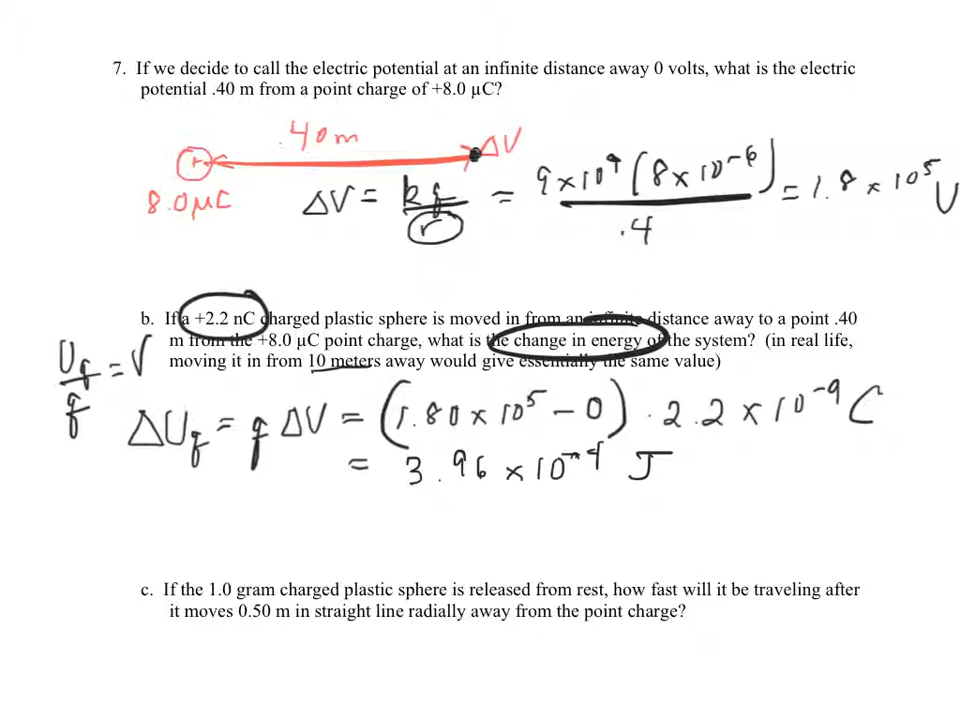 7. If we decide to call the electric potential at an infinite distance away 0 volts, what is the electric
potential .40 m from a point charge of +8.0 µC?
.40m
+
ΔV
8.0µC
ΔV = kq/r = 9x10⁹(8x10⁻⁶)/.4 = 1.8 x 10⁵ V
b. If a +2.2 nC charged plastic sphere is moved in from an infinite distance away to a point .40
m from the +8.0 µC point charge, what is the change in energy of the system? (in real life,
moving it in from 10 meters away would give essentially the same value)
Uq/q = V
ΔUq = q ΔV = (1.80 x 10⁵ - 0) · 2.2 x 10⁻⁹ C
= 3.96 x 10⁻⁴ J
c. If the 1.0 gram charged plastic sphere is released from rest, how fast will it be traveling after
it moves 0.50 m in straight line radially away from the point charge?